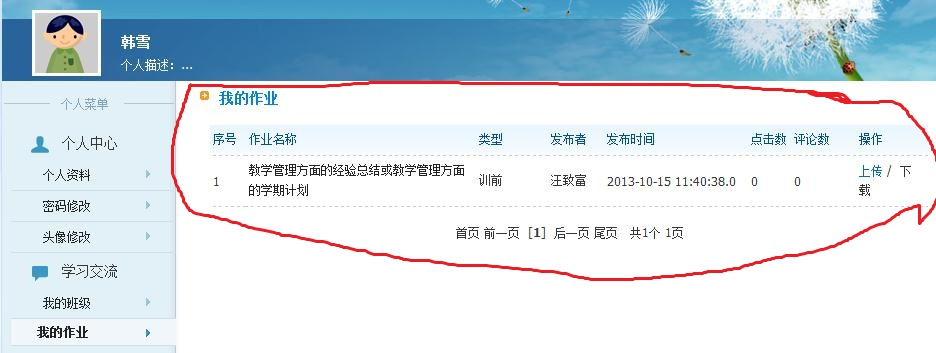 韩雪
个人描述：...
个人菜单
个人中心
个人资料
密码修改
头像修改
学习交流
我的班级
我的作业
我的作业
序号 作业名称 类型 发布者 发布时间 点击数 评论数 操作
1 教学管理方面的经验总结或教学管理方面 训前 汪致富 2013-10-15 11:40:38.0 0 0 上传 / 下
的学期计划 载
首页 前一页 [1] 后一页 尾页 共1个 1页